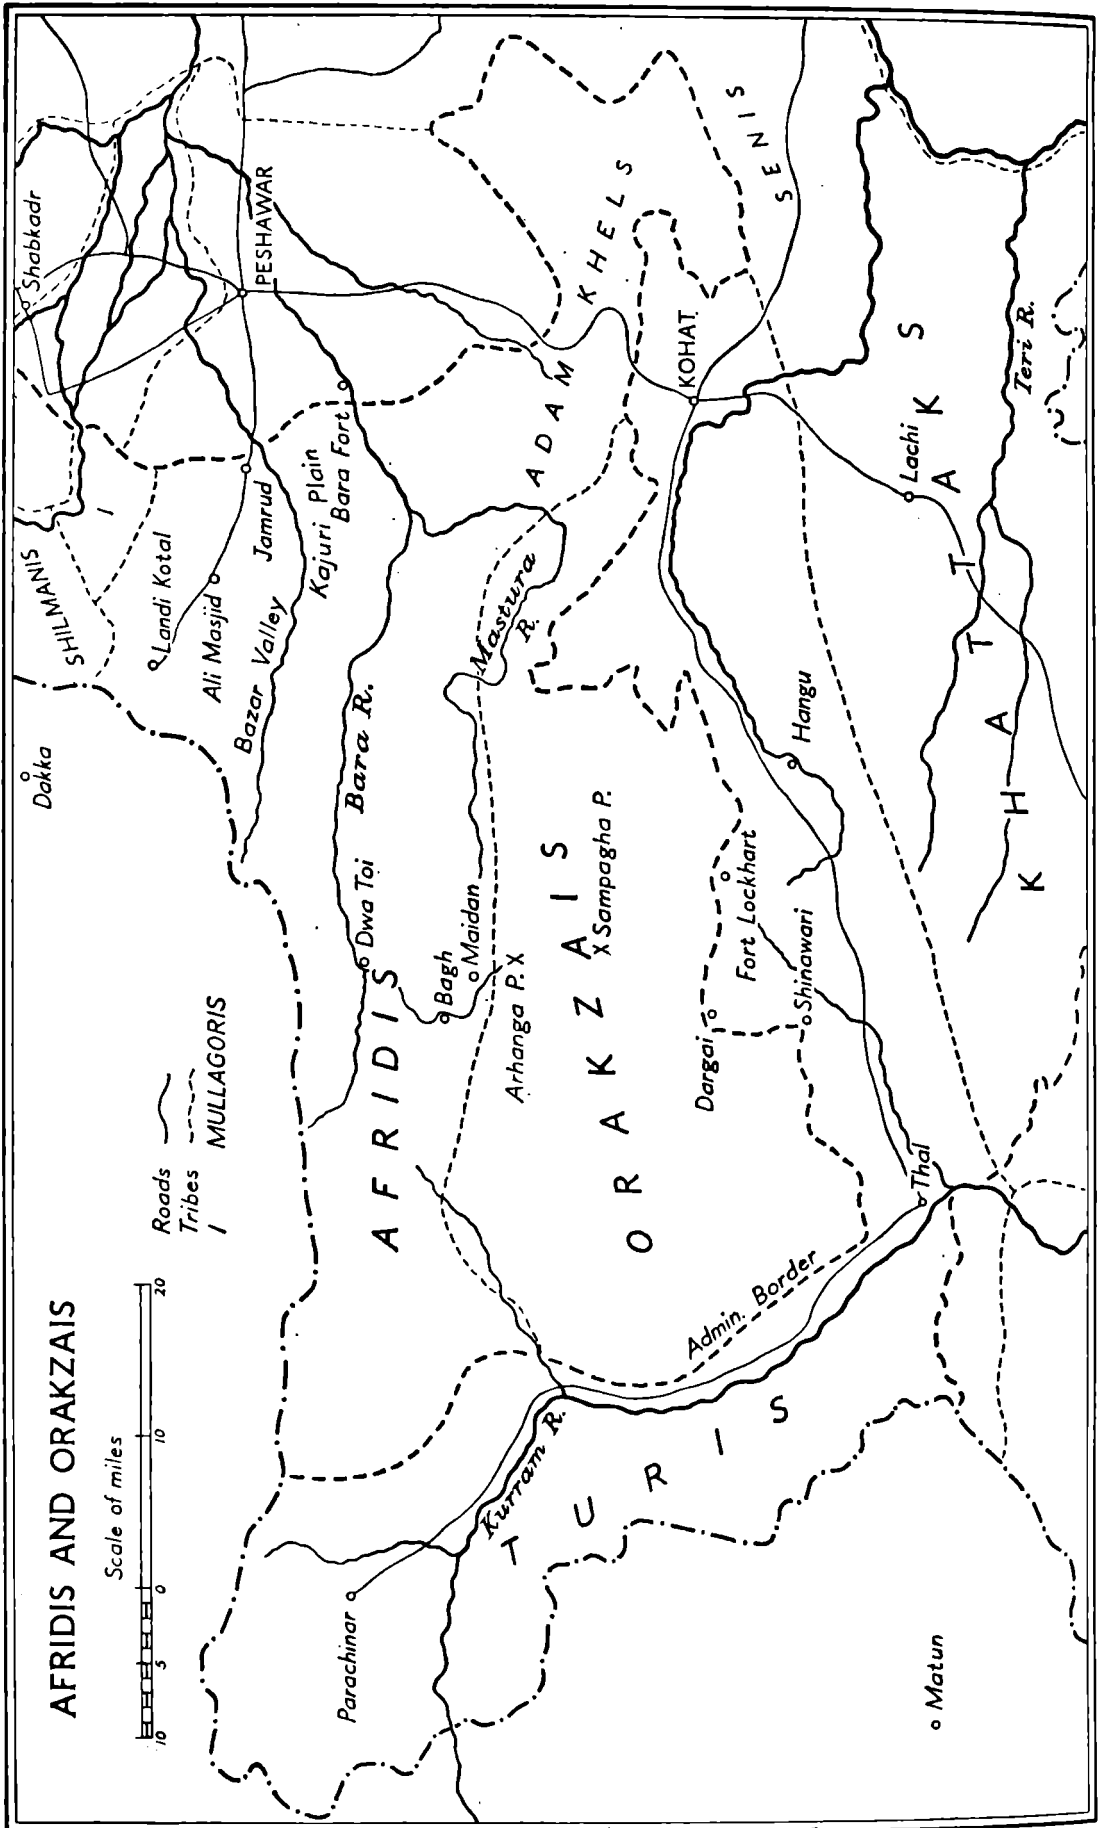 AFRIDIS AND ORAKZAIS
Scale of miles
10 5 0 10 20
Roads
Tribes
I MULLAGORIS
Dakka
SHILMANIS
I
Shabkadr
Landi Kotal
Ali Masjid
Jamrud
PESHAWAR
Bazar Valley
Kajuri Plain
Bara Fort
Bara R.
Dwa Toi
AFRIDIS
Parachinar
Bagh
Maidan
Mastura
R.
ADAM KHELS
Arhanga P. X
ORAKZAIS
X Sampagha P.
Kurram R.
TURIS
Admin. Border
Dargai
Fort Lockhart
Shinawari
Hangu
KOHAT
SENIS
Thal
Lachi
KHATTAKS
Teri R.
Matun